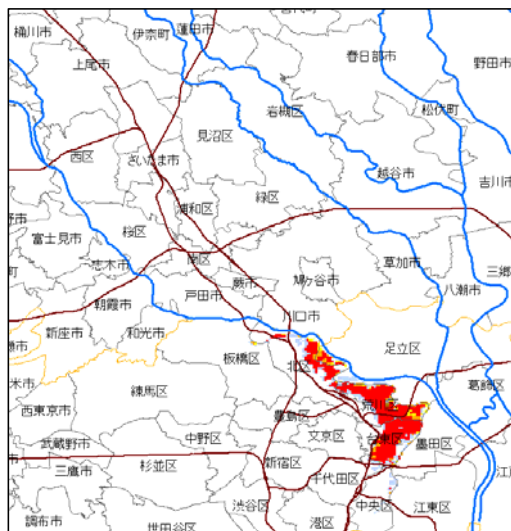 桶川市
伊奈町
蓮田市
春日部市
野田市
上尾市
岩槻区
松伏町
見沼区
西区
さいたま市
越谷市
吉川市
緑区
浦和区
桜区
富士見市
南区
草加市
三郷
志木市
蕨市
鳩ヶ谷市
八潮市
朝霞市
戸田市
川口市
新座市
和光市
足立区
板橋区
北区
葛飾区
練馬区
荒川区
西東京市
豊島区
文京区
台東区
墨田区
武蔵野市
中野区
三鷹市
杉並区
新宿区
千代田区
渋谷区
中央区
江東区
調布市
世田谷区
港区